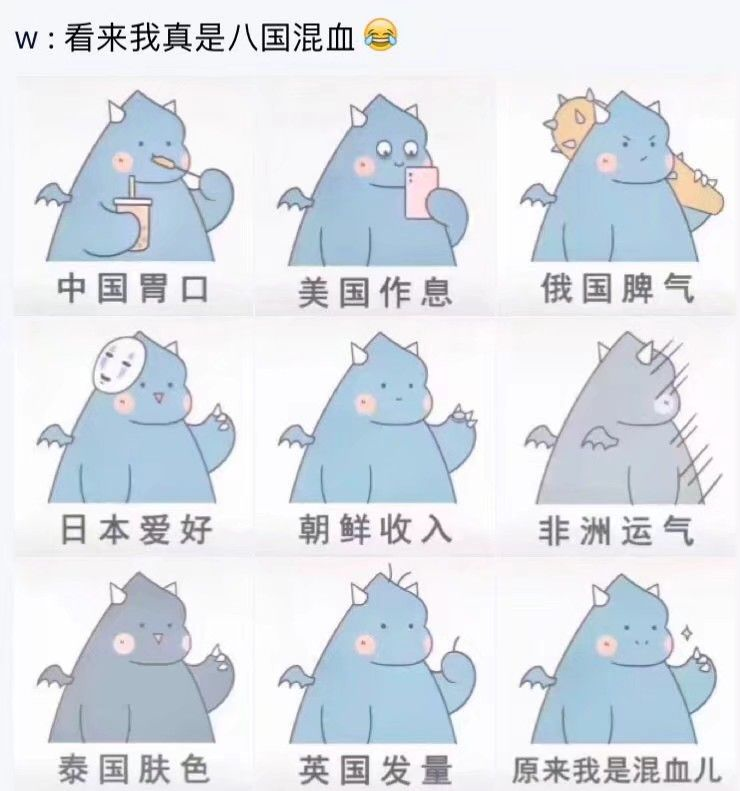 w : 看来我真是八国混血😂
中国胃口
美国作息
俄国脾气
日本爱好
朝鲜收入
非洲运气
泰国肤色
英国发量
原来我是混血儿